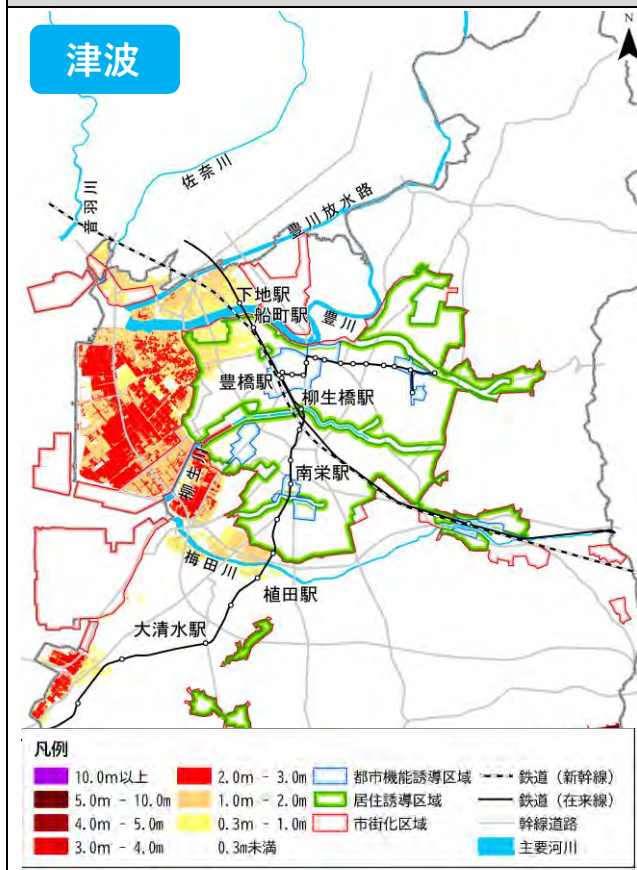 津波
N
佐奈川
音羽川
豊川放水路
下地駅
船町駅
豊川
豊橋駅
柳生橋駅
南栄駅
柳生川
梅田川
植田駅
大清水駅
凡例
10.0m以上
2.0m - 3.0m
都市機能誘導区域
鉄道（新幹線）
5.0m - 10.0m
1.0m - 2.0m
居住誘導区域
鉄道（在来線）
4.0m - 5.0m
0.3m - 1.0m
市街化区域
幹線道路
3.0m - 4.0m
0.3m未満
主要河川